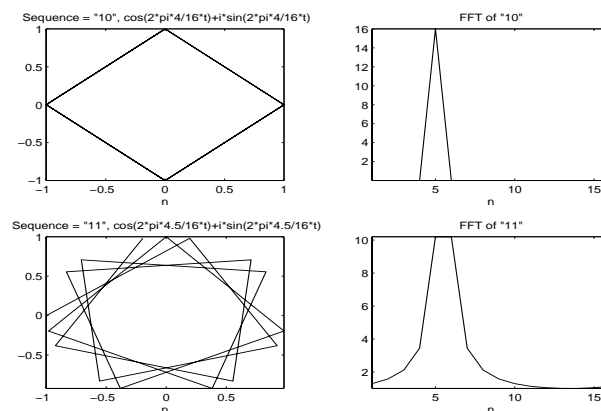 Sequence = "10", cos(2*pi*4/16*t)+i*sin(2*pi*4/16*t)
1
0.5
0
−0.5
−1
−1 −0.5 0 0.5 1
n
FFT of "10"
16
14
12
10
8
6
4
2
5 10 15
n
Sequence = "11", cos(2*pi*4.5/16*t)+i*sin(2*pi*4.5/16*t)
1
0.5
0
−0.5
−1 −0.5 0 0.5
n
FFT of "11"
10
8
6
4
2
5 10 15
n